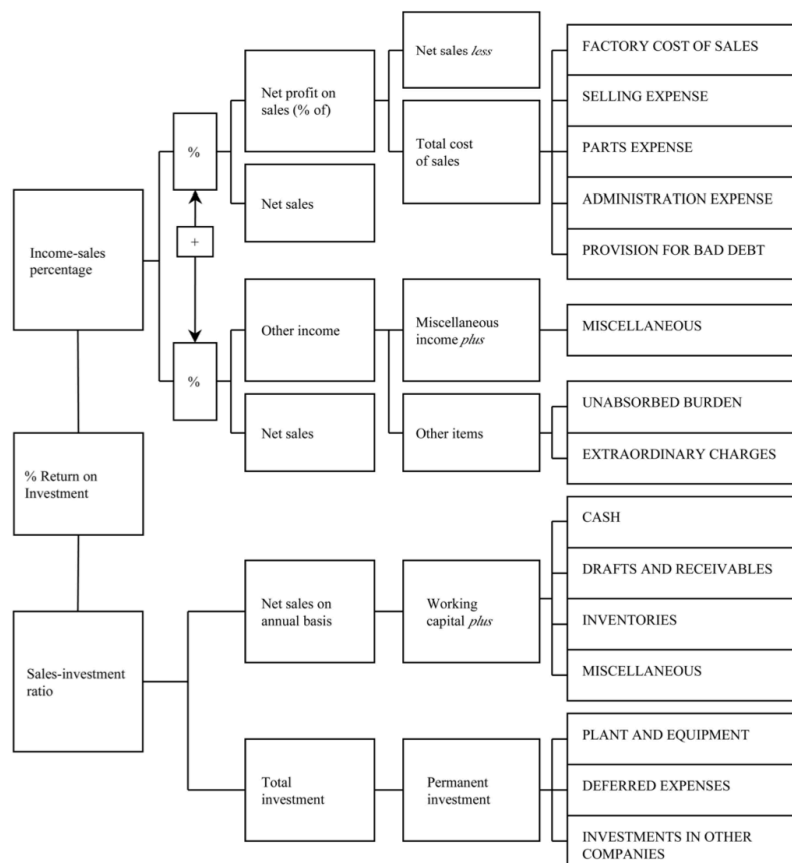 Income-sales
percentage
% Return on
Investment
Sales-investment
ratio
%
+
%
Net profit on
sales (% of)
Net sales
Other income
Net sales
Net sales on
annual basis
Total
investment
Net sales less
Total cost
of sales
Miscellaneous
income plus
Other items
Working
capital plus
Permanent
investment
FACTORY COST OF SALES
SELLING EXPENSE
PARTS EXPENSE
ADMINISTRATION EXPENSE
PROVISION FOR BAD DEBT
MISCELLANEOUS
UNABSORBED BURDEN
EXTRAORDINARY CHARGES
CASH
DRAFTS AND RECEIVABLES
INVENTORIES
MISCELLANEOUS
PLANT AND EQUIPMENT
DEFERRED EXPENSES
INVESTMENTS IN OTHER
COMPANIES